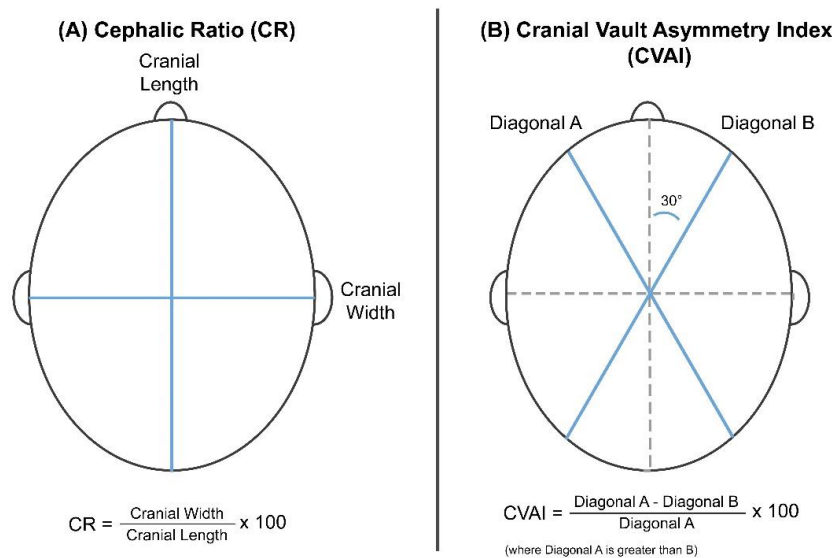 (A) Cephalic Ratio (CR)
Cranial
Length
Cranial
Width
CR = Cranial Width / Cranial Length x 100
(B) Cranial Vault Asymmetry Index
(CVAI)
Diagonal A
Diagonal B
30°
CVAI = Diagonal A - Diagonal B / Diagonal A x 100
(where Diagonal A is greater than B)